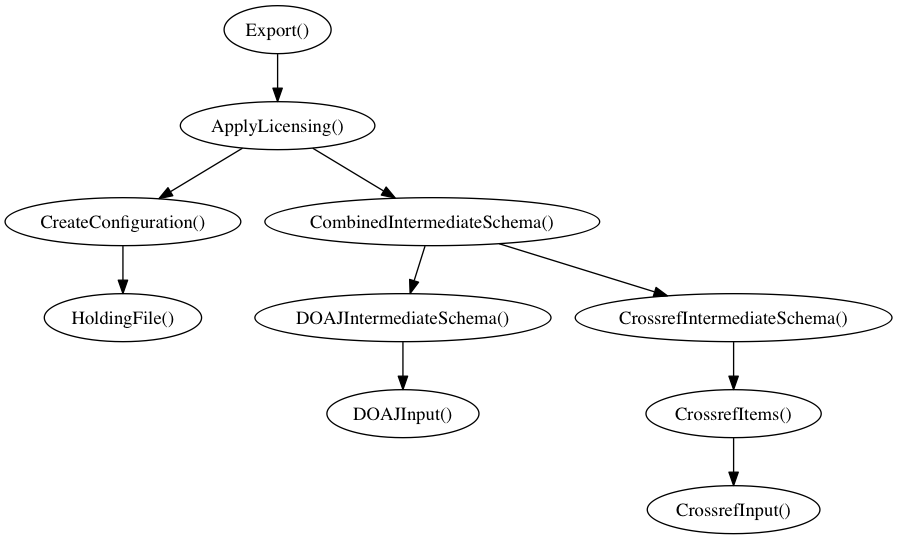 Export()
ApplyLicensing()
CreateConfiguration()
CombinedIntermediateSchema()
HoldingFile()
DOAJIntermediateSchema()
CrossrefIntermediateSchema()
DOAJInput()
CrossrefItems()
CrossrefInput()